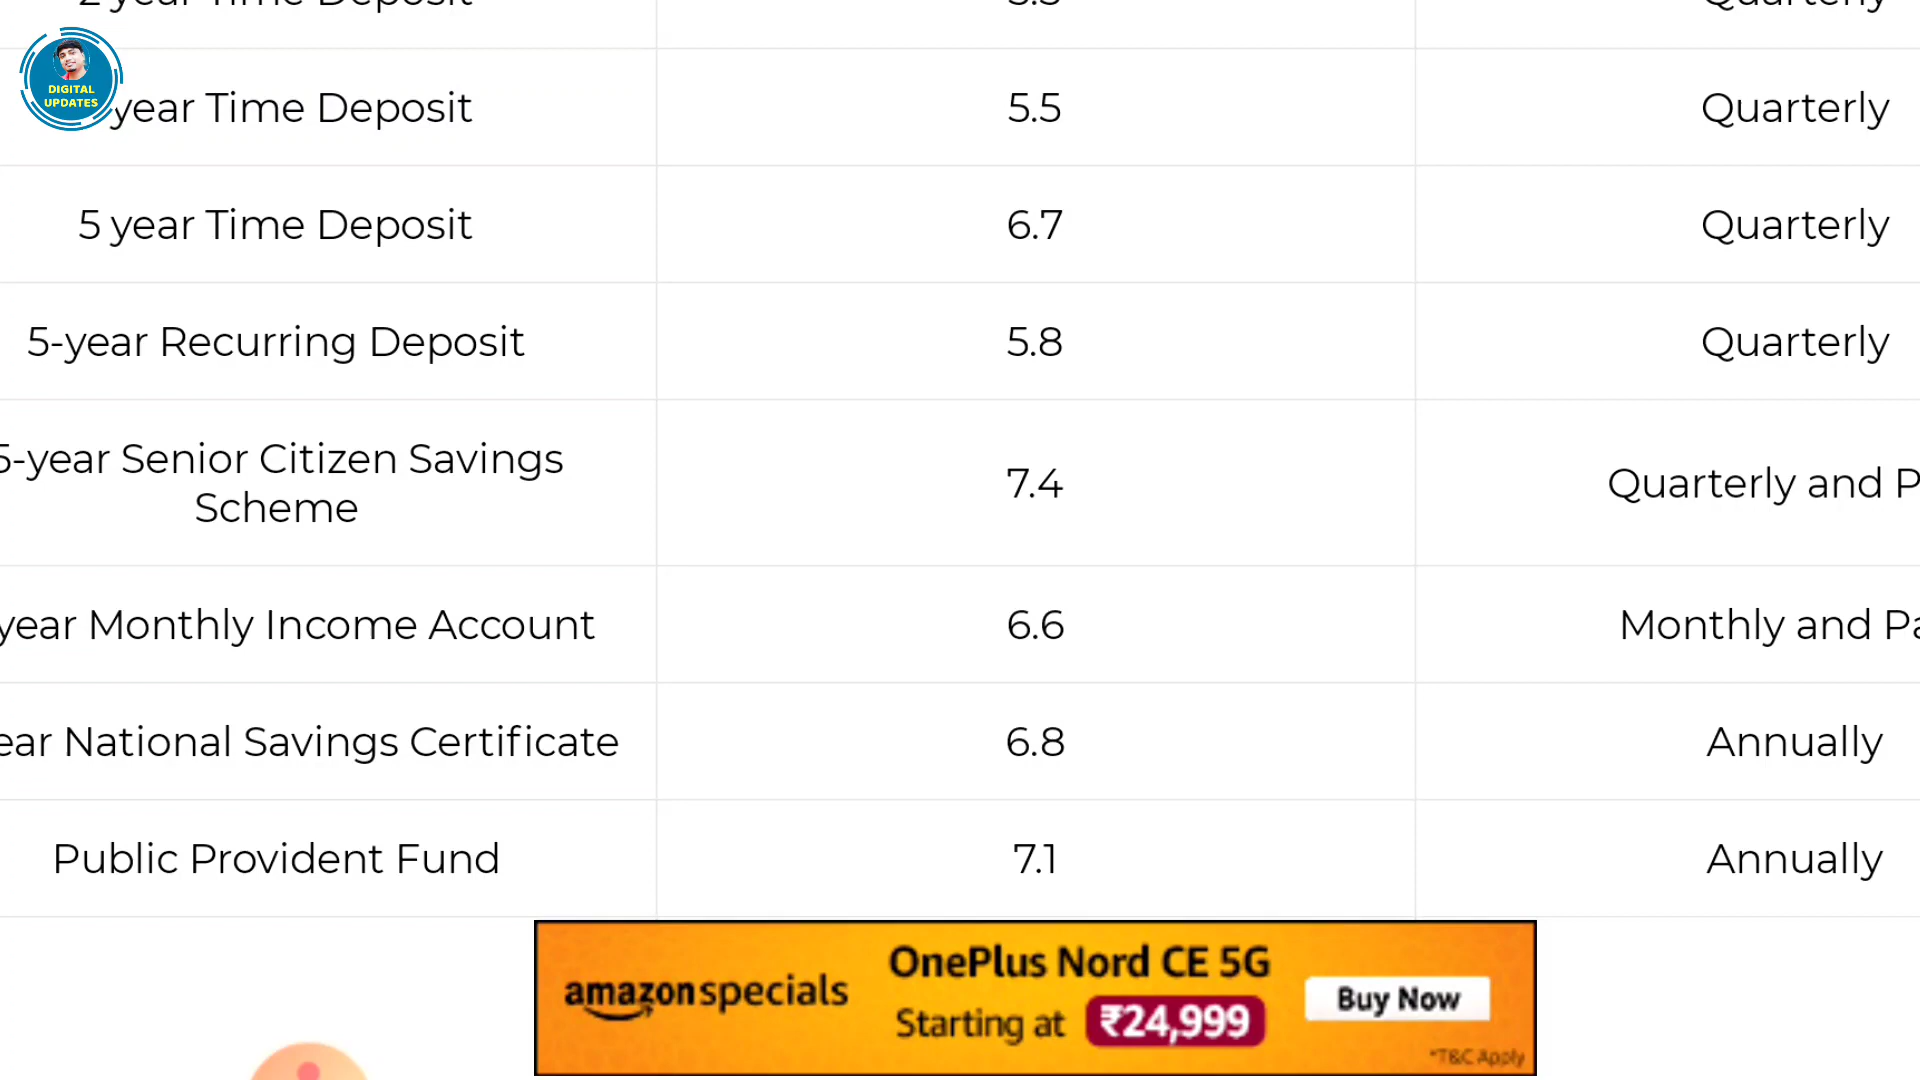 year Time Deposit 5.5 Quarterly
5 year Time Deposit 6.7 Quarterly
5-year Recurring Deposit 5.8 Quarterly
5-year Senior Citizen Savings
Scheme 7.4 Quarterly and P
year Monthly Income Account 6.6 Monthly and Pa
ear National Savings Certificate 6.8 Annually
Public Provident Fund 7.1 Annually
DIGITAL
UPDATES
amazonspecials
OnePlus Nord CE 5G
Starting at ₹24,999
Buy Now
*T&C Apply